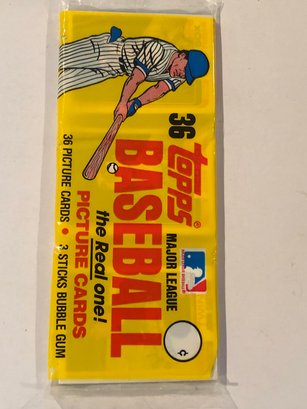 36 topps®
MAJOR LEAGUE
BASEBALL
the Real one!
PICTURE CARDS
36 PICTURE CARDS • 3 STICKS BUBBLE GUM
¢